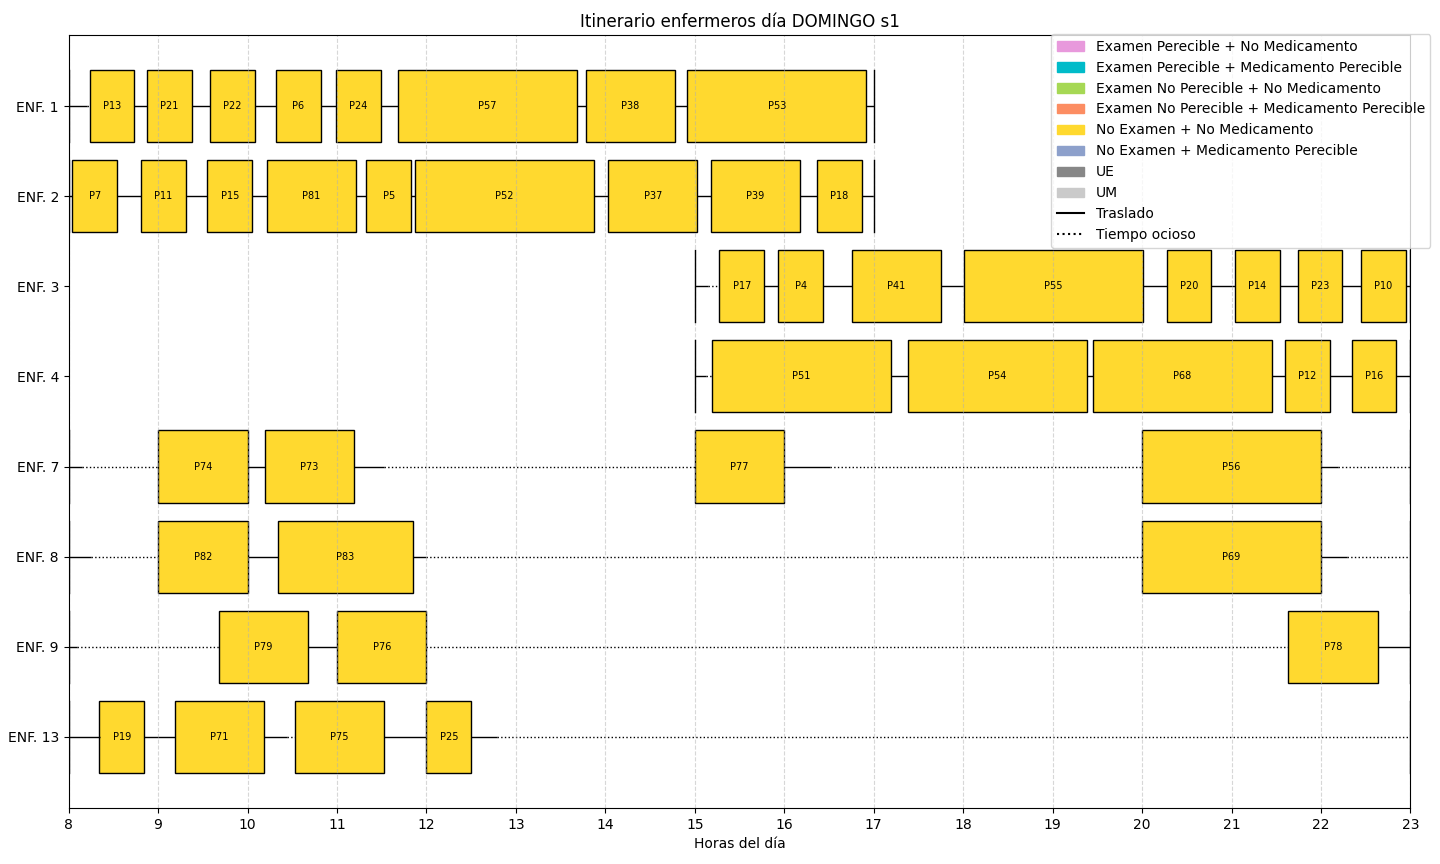 Itinerario enfermeros día DOMINGO s1
Examen Perecible + No Medicamento
Examen Perecible + Medicamento Perecible
Examen No Perecible + No Medicamento
Examen No Perecible + Medicamento Perecible
No Examen + No Medicamento
No Examen + Medicamento Perecible
UE
UM
Traslado
Tiempo ocioso
ENF. 1 P13 P21 P22 P6 P24 P57 P38 P53
ENF. 2 P7 P11 P15 P81 P5 P52 P37 P39 P18
ENF. 3 P17 P4 P41 P55 P20 P14 P23 P10
ENF. 4 P51 P54 P68 P12 P16
ENF. 7 P74 P73 P77 P56
ENF. 8 P82 P83 P69
ENF. 9 P79 P76 P78
ENF. 13 P19 P71 P75 P25
8 9 10 11 12 13 14 15 16 17 18 19 20 21 22 23
Horas del día